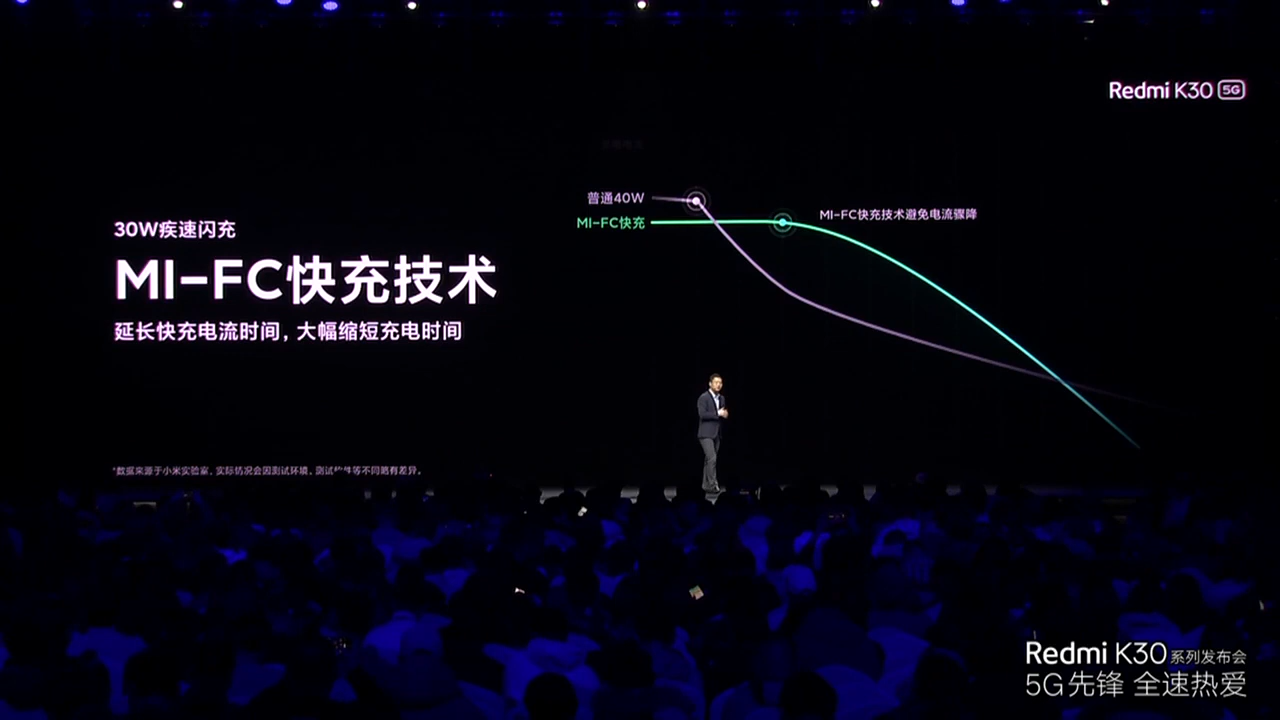 Redmi K30 5G
普通40W
MI-FC快充
MI-FC快充技术避免电流骤降
30W疾速闪充
MI-FC快充技术
延长快充电流时间，大幅缩短充电时间
*数据来源于小米实验室，实际情况会因测试环境、测试软件等不同略有差异。
Redmi K30系列发布会
5G先锋 全速热爱